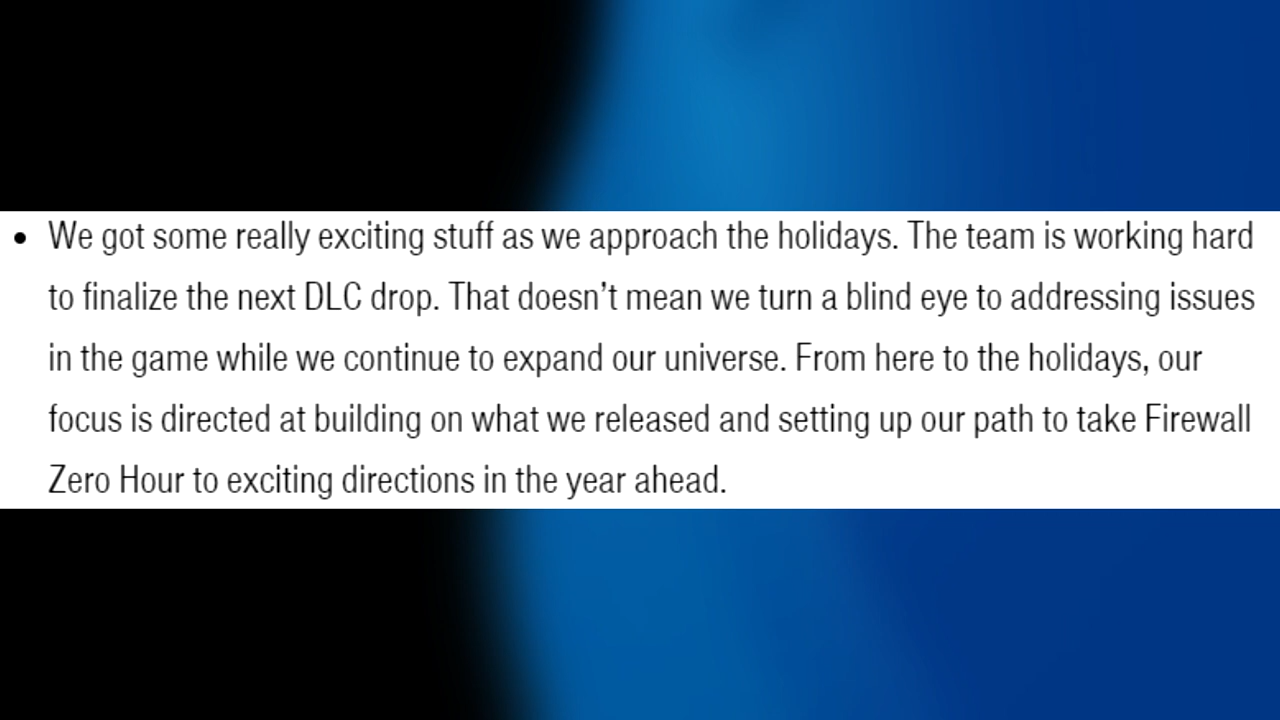 • We got some really exciting stuff as we approach the holidays. The team is working hard
to finalize the next DLC drop. That doesn’t mean we turn a blind eye to addressing issues
in the game while we continue to expand our universe. From here to the holidays, our
focus is directed at building on what we released and setting up our path to take Firewall
Zero Hour to exciting directions in the year ahead.